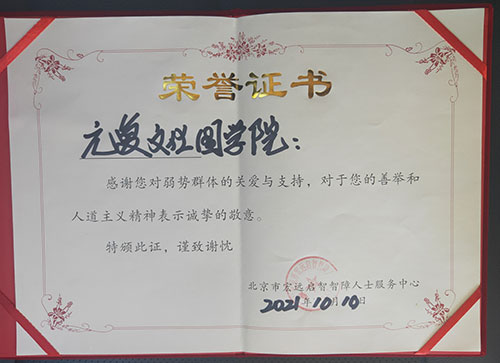 荣誉证书
元复文化国学院：
感谢您对弱势群体的关爱与支持，对于您的善举和
人道主义精神表示诚挚的敬意。
特颁此证，谨致谢忱
北京市宏远启智智障人士服务中心
2021年10月10日